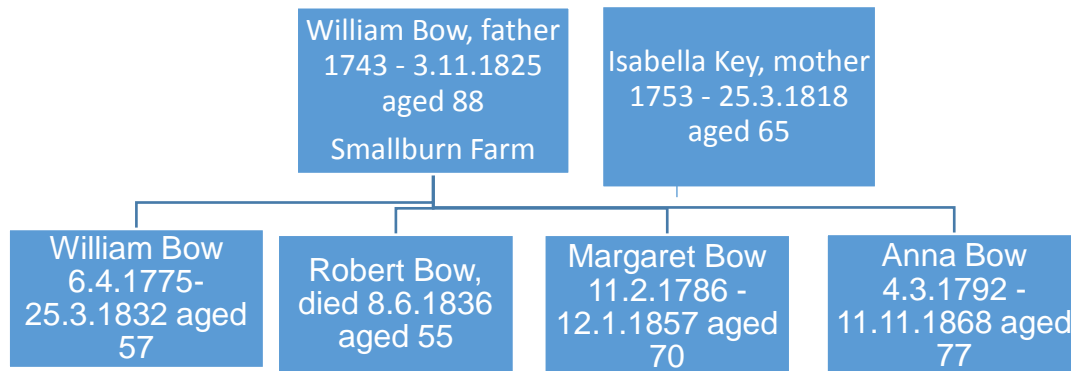 William Bow, father
1743 - 3.11.1825
aged 88
Smallburn Farm
Isabella Key, mother
1753 - 25.3.1818
aged 65
William Bow
6.4.1775-
25.3.1832 aged
57
Robert Bow,
died 8.6.1836
aged 55
Margaret Bow
11.2.1786 -
12.1.1857 aged
70
Anna Bow
4.3.1792 -
11.11.1868 aged
77